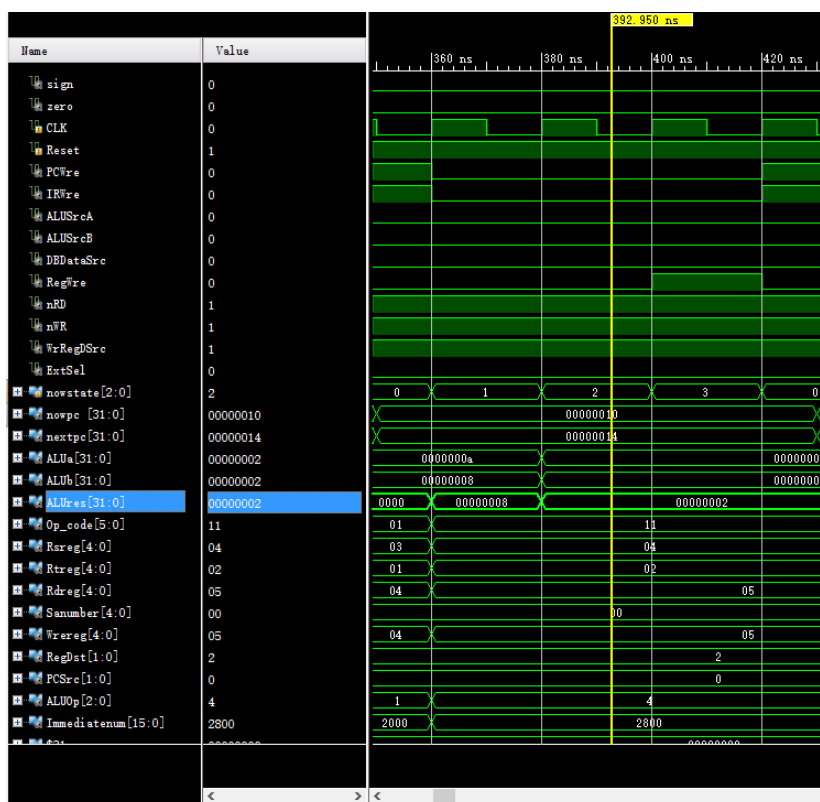 392.950 ns
Name Value
360 ns 380 ns 400 ns 420 ns
sign 0
zero 0
CLK 0
Reset 1
PCWre 0
IRWre 0
ALUSrcA 0
ALUSrcB 0
DBDataSrc 0
RegWre 0
nRD 1
nWR 1
WrRegDSrc 1
ExtSel 0
nowstate[2:0] 2 0 1 2 3 0
nowpc [31:0] 00000010 00000010
nextpc[31:0] 00000014 00000014
ALUa[31:0] 00000002 0000000a 0000000
ALUb[31:0] 00000002 00000008 0000000
ALUres[31:0] 00000002 0000 00000008 00000002
Op_code[5:0] 11 01 11
Rsreg[4:0] 04 03 04
Rtreg[4:0] 02 01 02
Rdreg[4:0] 05 04 05
Sanumber[4:0] 00 00
Wrereg[4:0] 05 04 05
RegDst[1:0] 2 2
PCSrc[1:0] 0 0
ALUOp[2:0] 4 1 4
Immediatenum[15:0] 2800 2000 2800